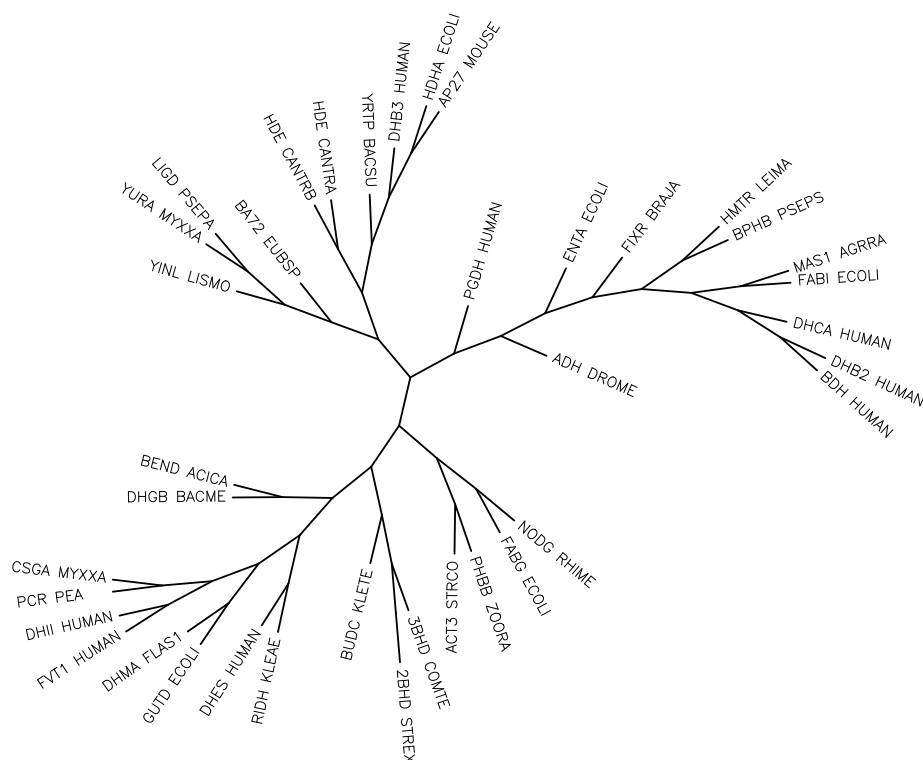 HDHA ECOLI
AP27 MOUSE
DHB3 HUMAN
YRTP BACSU
HDE CANTRA
HDE CANTRB
LIGD PSEPA
YURA MYXXA
BA72 EUBSP
YINL LISMO
PGDH HUMAN
ENTA ECOLI
FIXR BRAJA
HMTR LEIMA
BPHB PSEPS
MAS1 AGRRA
FABI ECOLI
DHCA HUMAN
DHB2 HUMAN
BDH HUMAN
ADH DROME
BEND ACICA
DHGB BACME
CSGA MYXXA
PCR PEA
DHII HUMAN
FVT1 HUMAN
DHMA FLAS1
GUTD ECOLI
DHES HUMAN
RIDH KLEAE
BUDC KLETE
2BHD STREX
3BHD COMTE
ACT3 STRCO
PHBB ZOORA
FABG ECOLI
NODG RHIME